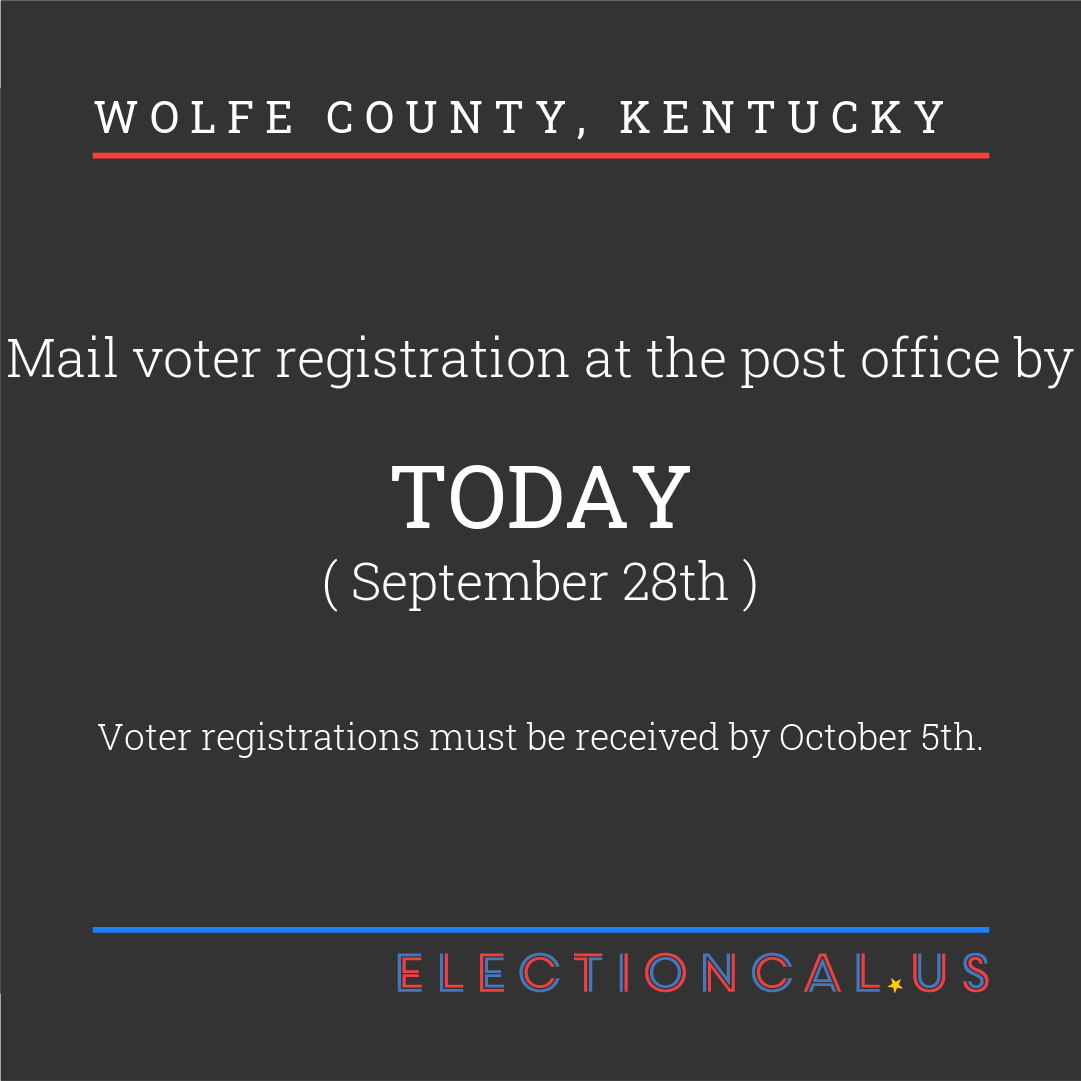 WOLFE COUNTY, KENTUCKY
Mail voter registration at the post office by
TODAY
( September 28th )
Voter registrations must be received by October 5th.
ELECTIONCAL.US